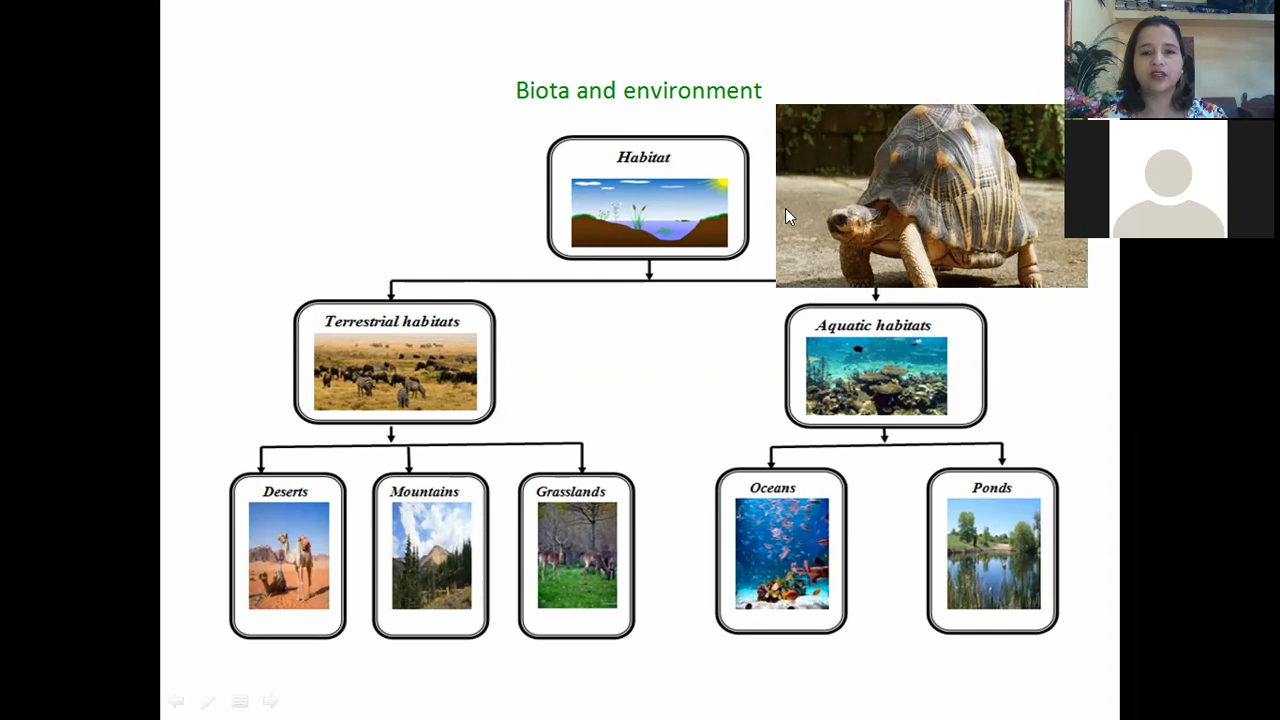 Biota and environment
Habitat
Terrestrial habitats
Aquatic habitats
Deserts
Mountains
Grasslands
Oceans
Ponds